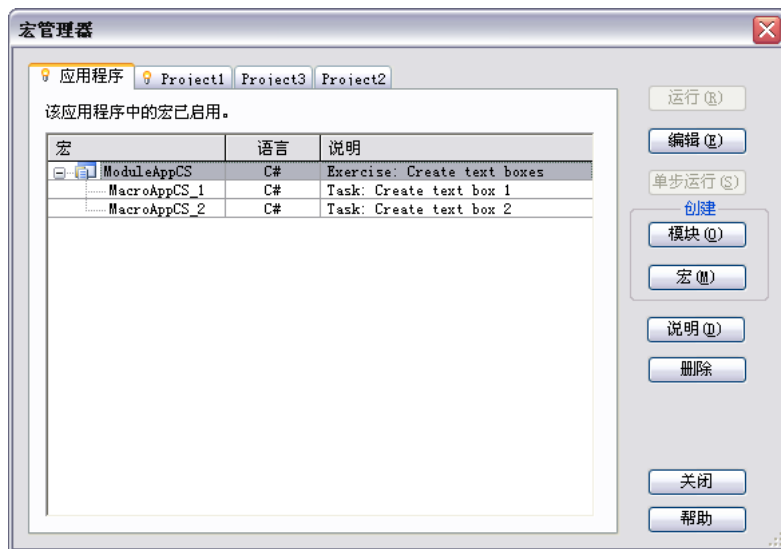 宏管理器
应用程序 Project1 Project3 Project2
该应用程序中的宏已启用。
宏 语言 说明
ModuleAppCS C# Exercise: Create text boxes
MacroAppCS_1 C# Task: Create text box 1
MacroAppCS_2 C# Task: Create text box 2
运行(R)
编辑(E)
单步运行(S)
创建
模块(O)
宏(M)
说明(D)
删除
关闭
帮助